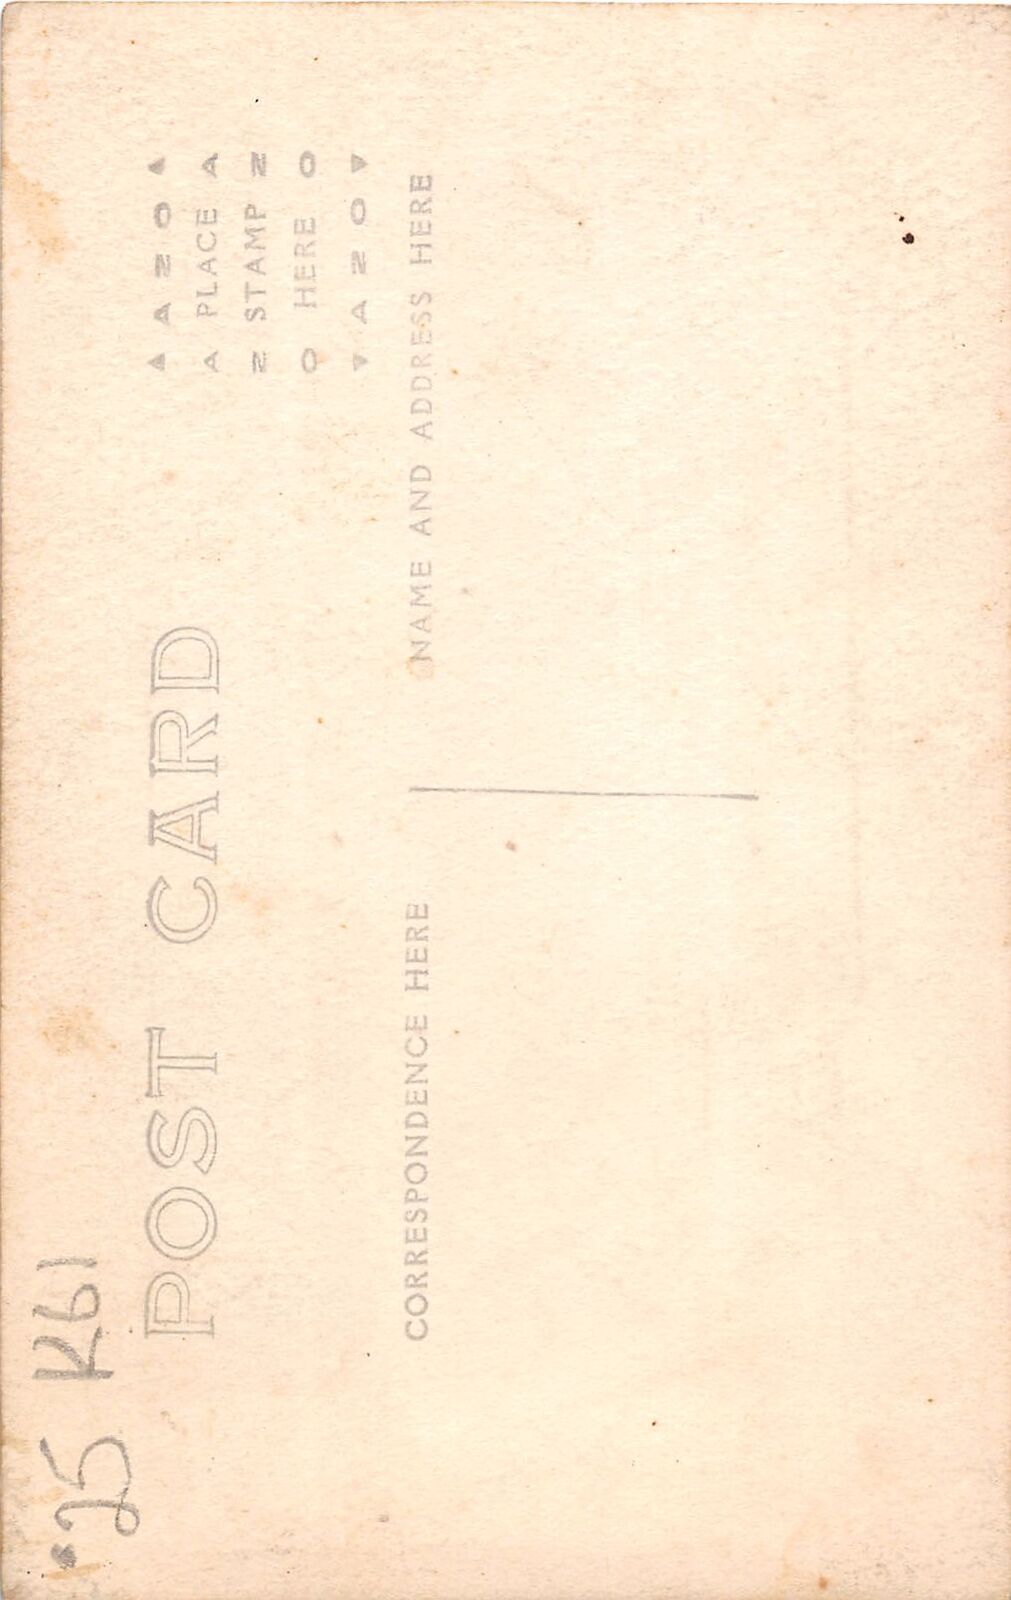 25 K61
POST CARD
▲ AZO ▲
A PLACE A
Z STAMP Z
O HERE O
▼ AZO ▼
CORRESPONDENCE HERE
NAME AND ADDRESS HERE